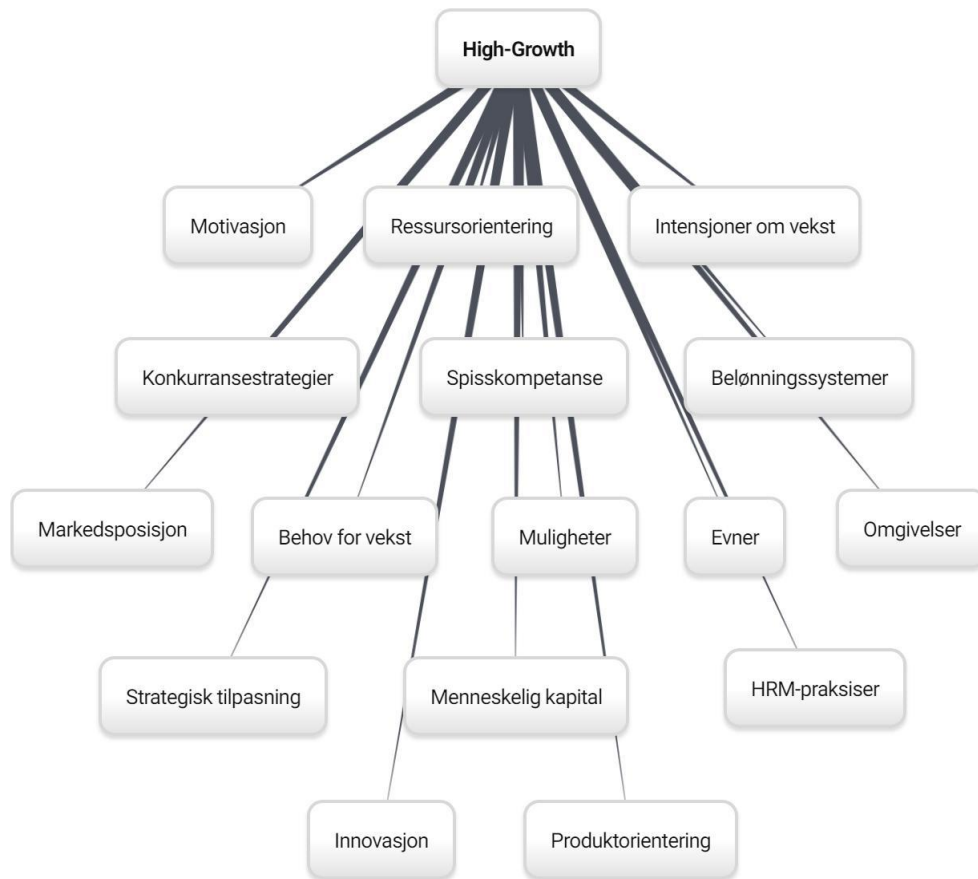 High-Growth
Motivasjon
Ressursorientering
Intensjoner om vekst
Konkurransestrategier
Spisskompetanse
Belønningssystemer
Markedsposisjon
Behov for vekst
Muligheter
Evner
Omgivelser
Strategisk tilpasning
Menneskelig kapital
HRM-praksiser
Innovasjon
Produktorientering